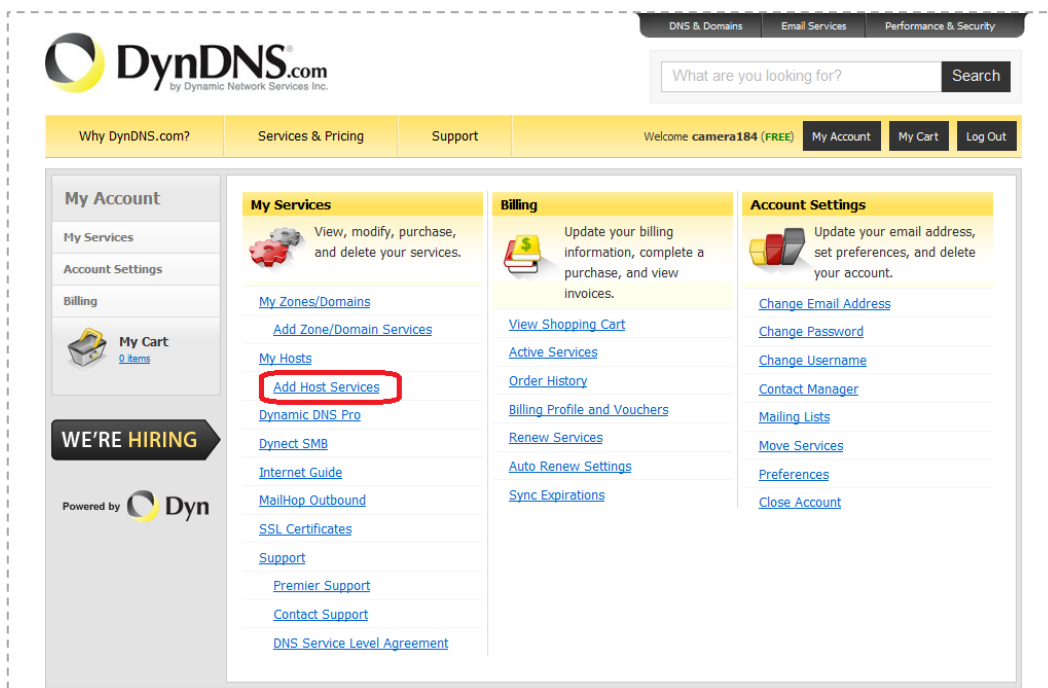 DNS & Domains
Email Services
Performance & Security
DynDNS.com
by Dynamic Network Services Inc.
What are you looking for?
Search
Why DynDNS.com?
Services & Pricing
Support
Welcome camera184 (FREE)
My Account
My Cart
Log Out
My Account
My Services
Account Settings
Billing
My Cart
0 items
WE'RE HIRING
Powered by Dyn
My Services
View, modify, purchase,
and delete your services.
My Zones/Domains
Add Zone/Domain Services
My Hosts
Add Host Services
Dynamic DNS Pro
Dynect SMB
Internet Guide
MailHop Outbound
SSL Certificates
Support
Premier Support
Contact Support
DNS Service Level Agreement
Billing
Update your billing
information, complete a
purchase, and view
invoices.
View Shopping Cart
Active Services
Order History
Billing Profile and Vouchers
Renew Services
Auto Renew Settings
Sync Expirations
Account Settings
Update your email address,
set preferences, and delete
your account.
Change Email Address
Change Password
Change Username
Contact Manager
Mailing Lists
Move Services
Preferences
Close Account